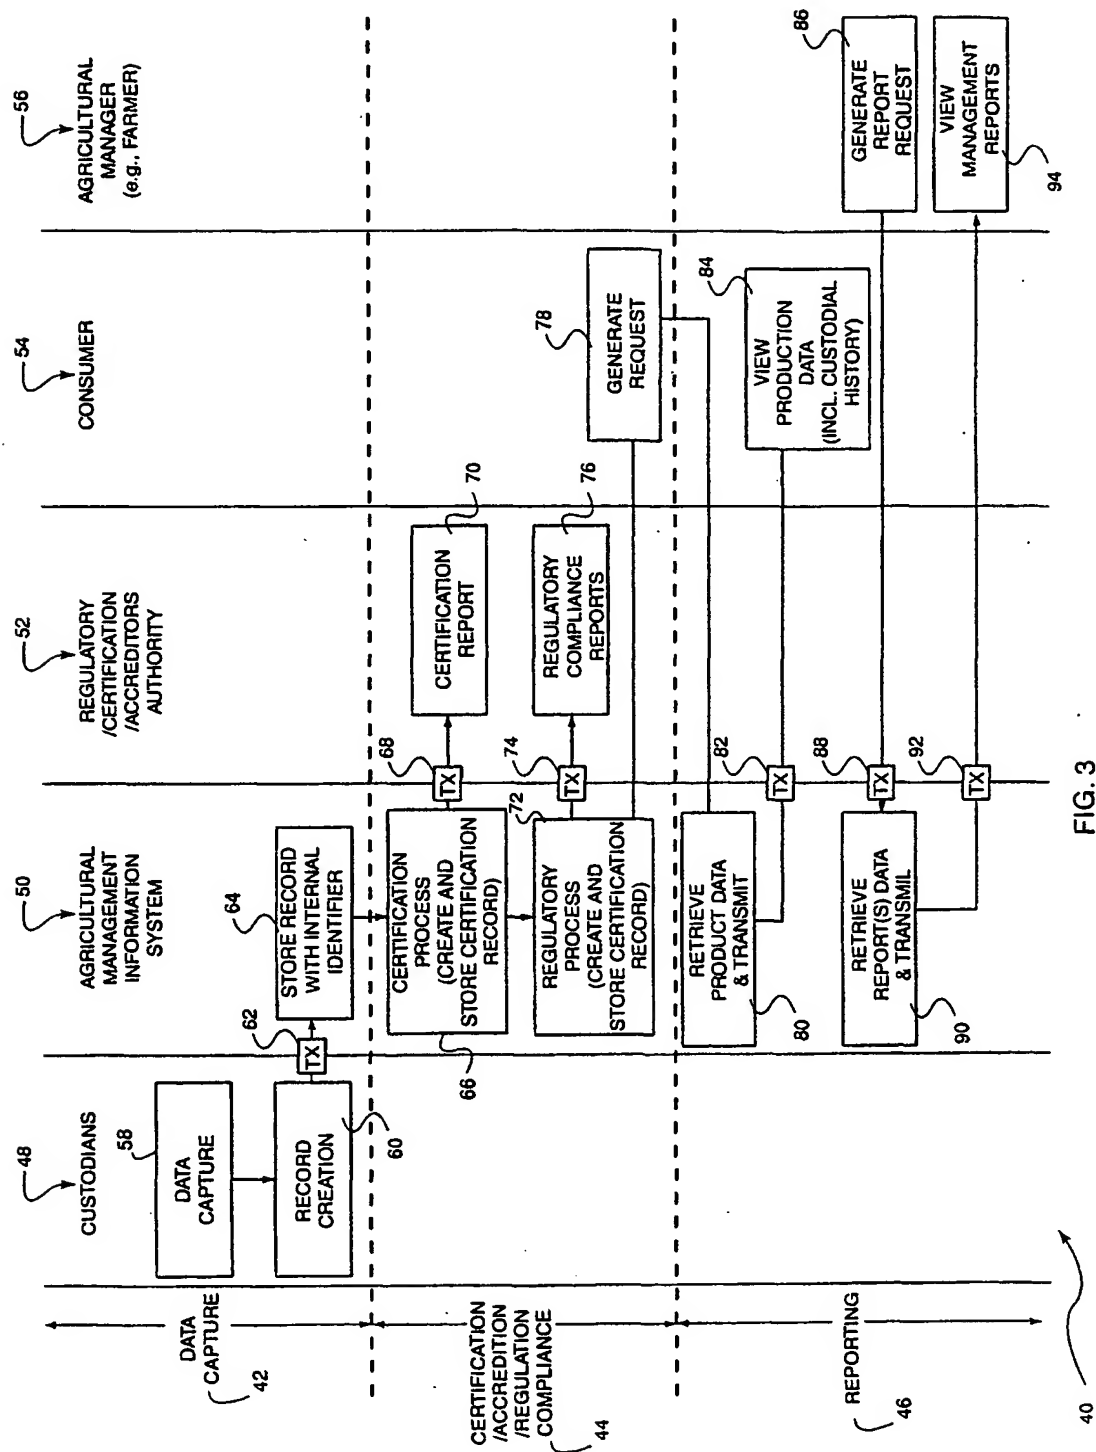 48
CUSTODIANS
50
AGRICULTURAL
MANAGEMENT
INFORMATION
SYSTEM
52
REGULATORY
/CERTIFICATION
/ACCREDITORS
AUTHORITY
54
CONSUMER
56
AGRICULTURAL
MANAGER
(e.g., FARMER)
DATA
CAPTURE
42
58
DATA
CAPTURE
RECORD
CREATION
60
62
TX
64
STORE RECORD
WITH INTERNAL
IDENTIFIER
CERTIFICATION
/ACCREDITION
/REGULATION
COMPLIANCE
44
CERTIFICATION
PROCESS
(CREATE AND
STORE CERTIFICATION
RECORD)
66
68
TX
CERTIFICATION
REPORT
70
72
REGULATORY
PROCESS
(CREATE AND
STORE CERTIFICATION
RECORD)
74
TX
REGULATORY
COMPLIANCE
REPORTS
76
78
GENERATE
REQUEST
REPORTING
46
RETRIEVE
PRODUCT DATA
& TRANSMIT
80
82
TX
84
VIEW
PRODUCTION
DATA
(INCL. CUSTODIAL
HISTORY)
86
GENERATE
REPORT
REQUEST
88
TX
RETRIEVE
REPORT(S) DATA
& TRANSMIL
90
92
TX
VIEW
MANAGEMENT
REPORTS
94
40
FIG. 3